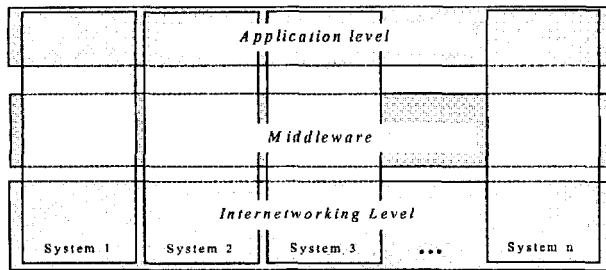 Application level
Middleware
Internetworking Level
System 1 System 2 System 3 ... System n